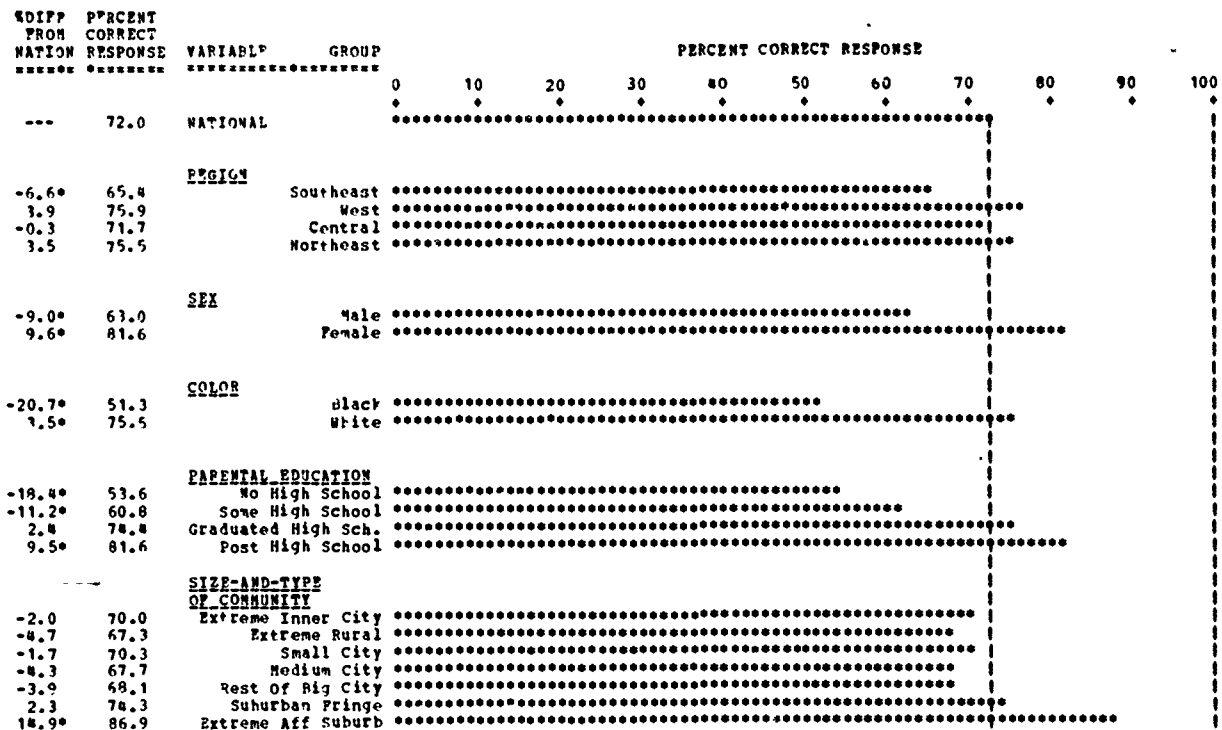 %DIFF PERCENT
FROM CORRECT
NATION RESPONSE VARIABLE GROUP PERCENT CORRECT RESPONSE
0 10 20 30 40 50 60 70 80 90 100
--- 72.0 NATIONAL
REGION
-6.6* 65.4 Southeast
3.9 75.9 West
-0.3 71.7 Central
3.5 75.5 Northeast
SEX
-9.0* 63.0 Male
9.6* 81.6 Female
COLOR
-20.7* 51.3 Black
3.5* 75.5 White
PARENTAL EDUCATION
-18.4* 53.6 No High School
-11.2* 60.8 Some High School
2.4 74.4 Graduated High Sch.
9.5* 81.6 Post High School
SIZE-AND-TYPE
OF COMMUNITY
-2.0 70.0 Extreme Inner City
-4.7 67.3 Extreme Rural
-1.7 70.3 Small City
-4.3 67.7 Medium City
-3.9 68.1 Rest Of Big City
2.3 74.3 Suburban Fringe
14.9* 86.9 Extreme Aff Suburb